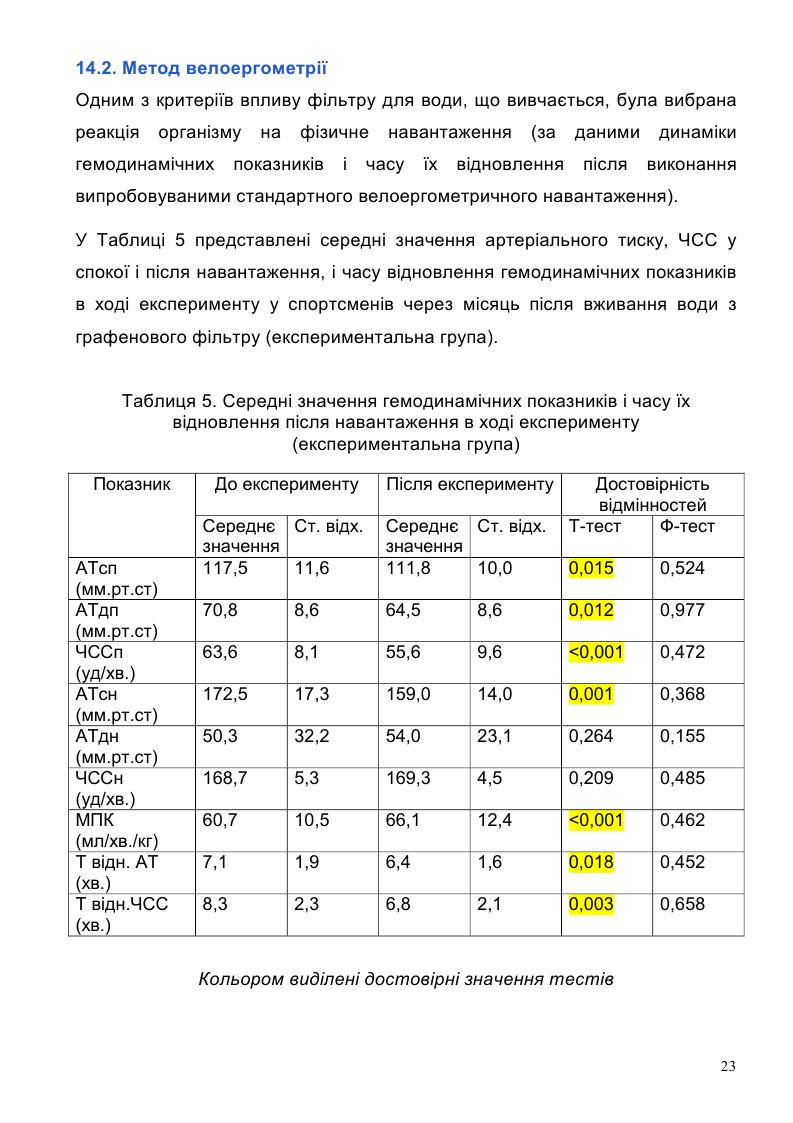 14.2. Метод велоергометрії
Одним з критеріїв впливу фільтру для води, що вивчається, була вибрана
реакція організму на фізичне навантаження (за даними динаміки
гемодинамічних показників і часу їх відновлення після виконання
випробовуваними стандартного велоергометричного навантаження).
У Таблиці 5 представлені середні значення артеріального тиску, ЧСС у
спокої і після навантаження, і часу відновлення гемодинамічних показників
в ході експерименту у спортсменів через місяць після вживання води з
графенового фільтру (експериментальна група).
Таблиця 5. Середні значення гемодинамічних показників і часу їх
відновлення після навантаження в ході експерименту
(експериментальна група)
Показник До експерименту Після експерименту Достовірність
відмінностей
Середнє Ст. відх. Середнє Ст. відх. Т-тест Ф-тест
значення значення
АТсп 117,5 11,6 111,8 10,0 0,015 0,524
(мм.рт.ст)
АТдп 70,8 8,6 64,5 8,6 0,012 0,977
(мм.рт.ст)
ЧССп 63,6 8,1 55,6 9,6 <0,001 0,472
(уд/хв.)
АТсн 172,5 17,3 159,0 14,0 0,001 0,368
(мм.рт.ст)
АТдн 50,3 32,2 54,0 23,1 0,264 0,155
(мм.рт.ст)
ЧССн 168,7 5,3 169,3 4,5 0,209 0,485
(уд/хв.)
МПК 60,7 10,5 66,1 12,4 <0,001 0,462
(мл/хв./кг)
Т відн. АТ 7,1 1,9 6,4 1,6 0,018 0,452
(хв.)
Т відн.ЧСС 8,3 2,3 6,8 2,1 0,003 0,658
(хв.)
Кольором виділені достовірні значення тестів
23